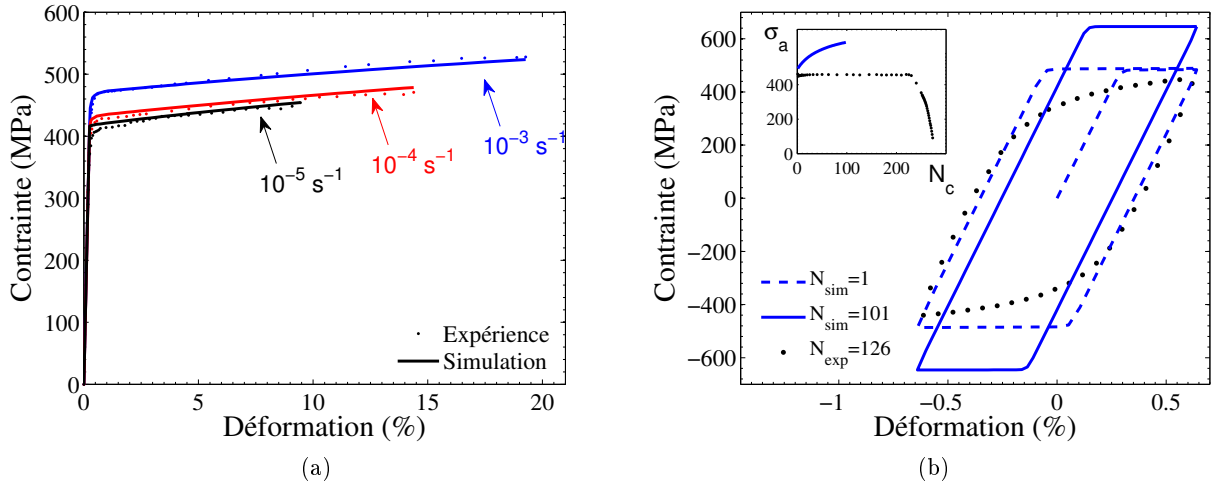 600
500
400
300
200
100
0
Contrainte (MPa)
0 5 10 15 20
Déformation (%)
10⁻³ s⁻¹
10⁻⁴ s⁻¹
10⁻⁵ s⁻¹
Expérience
Simulation
(a)
600
400
200
0
−200
−400
−600
Contrainte (MPa)
−1 −0.5 0 0.5
Déformation (%)
σa
400
200
0
0 100 200
N_c
N_sim=1
N_sim=101
N_exp=126
(b)